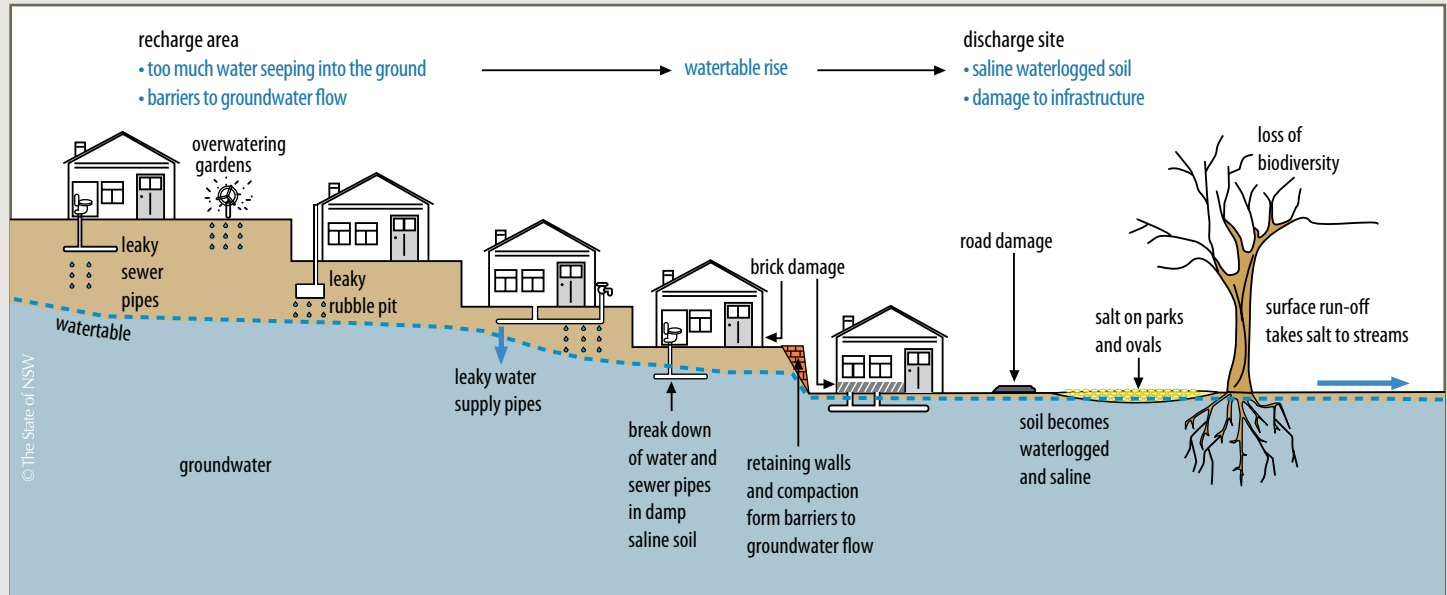 recharge area
• too much water seeping into the ground
• barriers to groundwater flow
watertable rise
discharge site
• saline waterlogged soil
• damage to infrastructure
overwatering
gardens
loss of
biodiversity
leaky
sewer
pipes
leaky
rubble pit
watertable
leaky water
supply pipes
brick damage
road damage
salt on parks
and ovals
surface run-off
takes salt to streams
break down
of water and
sewer pipes
in damp
saline soil
retaining walls
and compaction
form barriers to
groundwater flow
soil becomes
waterlogged
and saline
groundwater
© The State of NSW